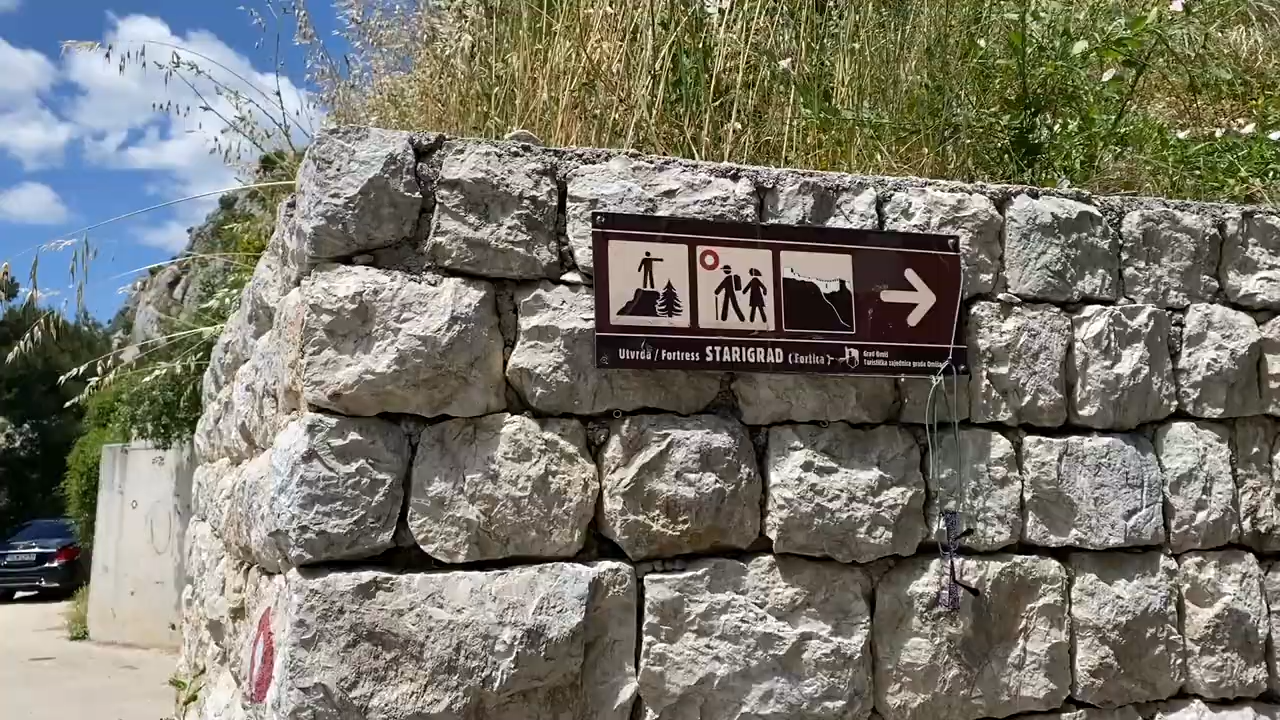 Utvrda / Fortress STARIGRAD (Fortica)
Grad Omiš
Turistička zajednica grada Omiša